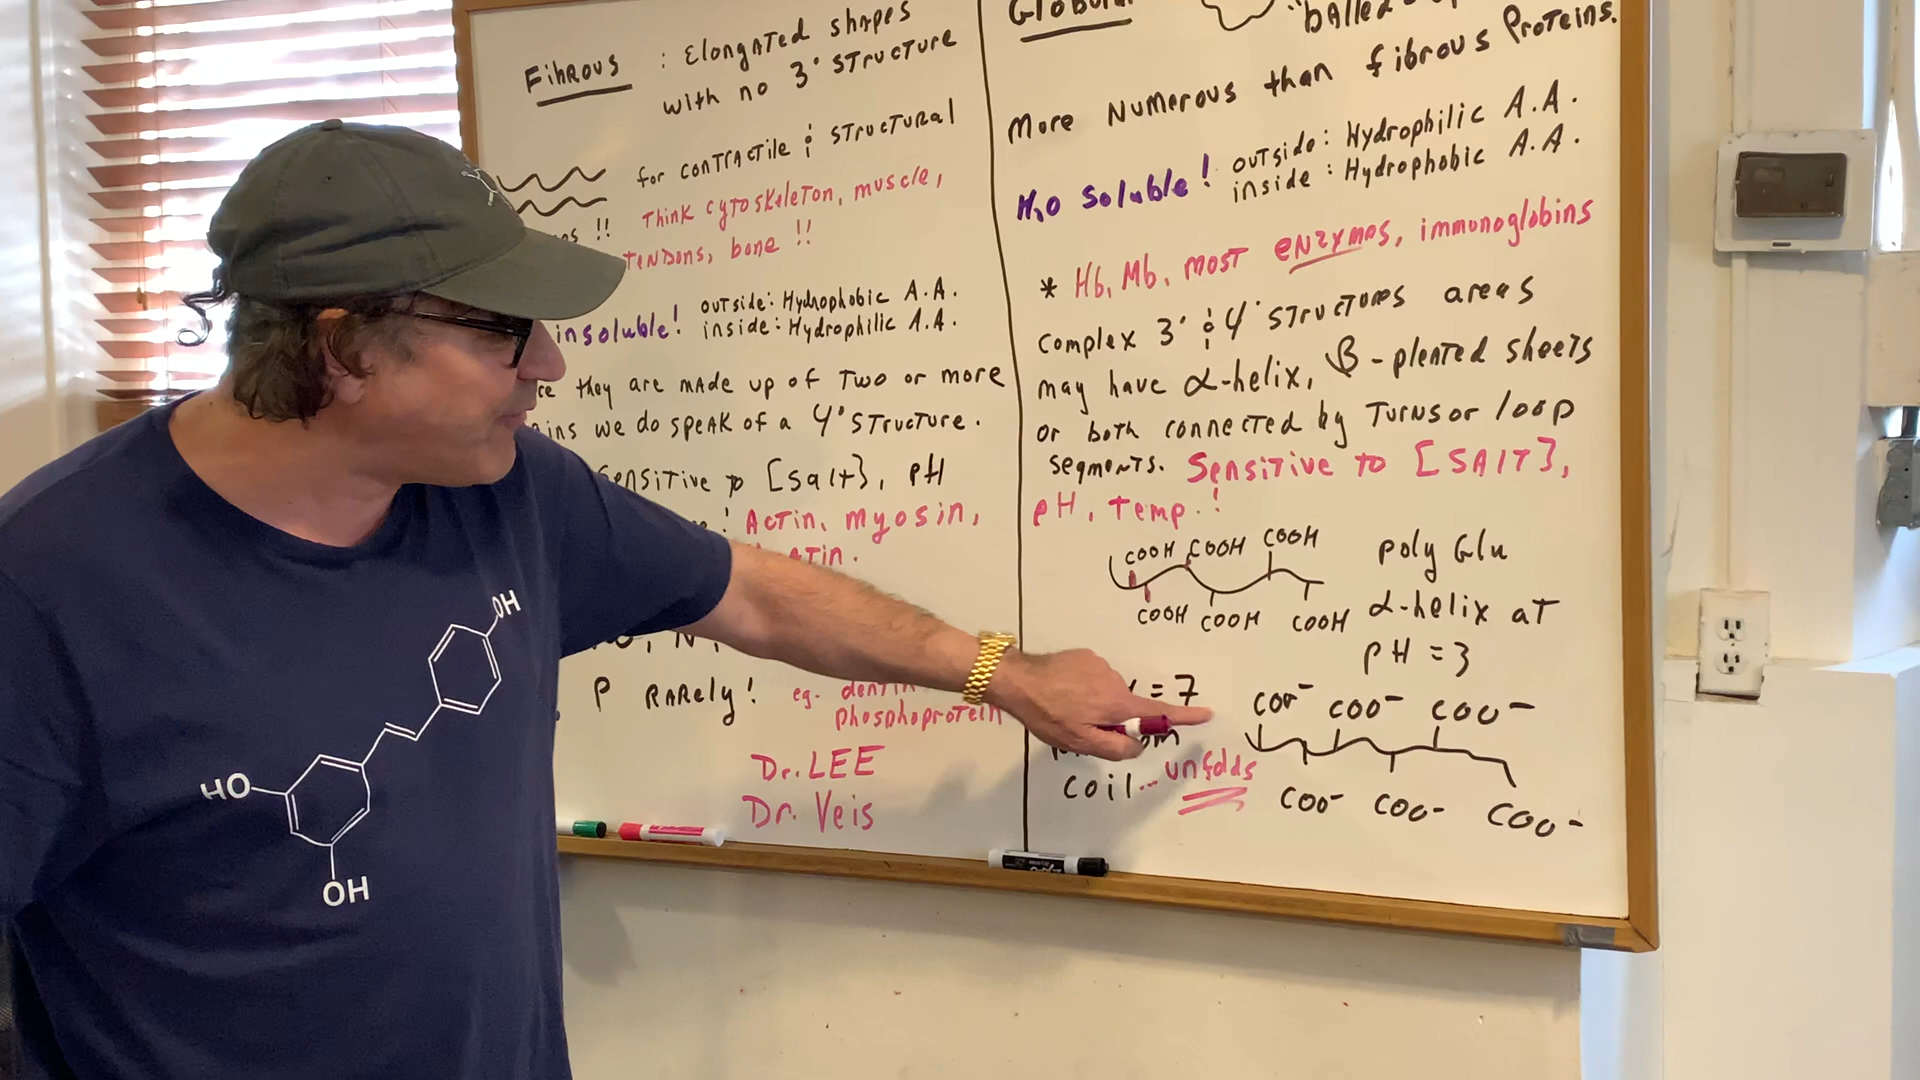 Fibrous : Elongated shapes
with no 3° structure
for contractile & structural
!! Think cytoskeleton, muscle,
tendons, bone !!
insoluble! outside: Hydrophobic A.A.
inside: Hydrophilic A.A.
they are made up of two or more
we do speak of a 4° structure.
sensitive to [salt], pH
! Actin, myosin,
P Rarely! eg.
phosphoprotein
Dr. LEE
Dr. Veis
More Numerous than fibrous Proteins.
H2O Soluble! outside: Hydrophilic A.A.
inside: Hydrophobic A.A.
* Hb, Mb, most enzymes, immunoglobins
complex 3° & 4° structures areas
may have α-helix, β-pleated sheets
or both connected by Turns or loop
segments. Sensitive to [SALT],
pH, Temp.!
COOH COOH COOH
COOH COOH COOH
poly Glu
α-helix at
pH = 3
= 7
coil... unfolds
COO- COO- COO-
COO- COO- COO-
OH
HO
OH